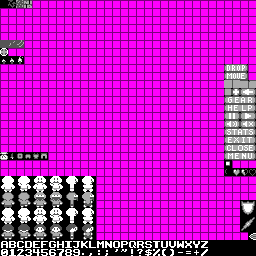 DROP
MOVE
GEAR
HELP
STATS
EXIT
CLOSE
MENU
ABCDEFGHIJKLMNOPQRSTUVWXYZ
0123456789.,:;'"!?$%()-=+/